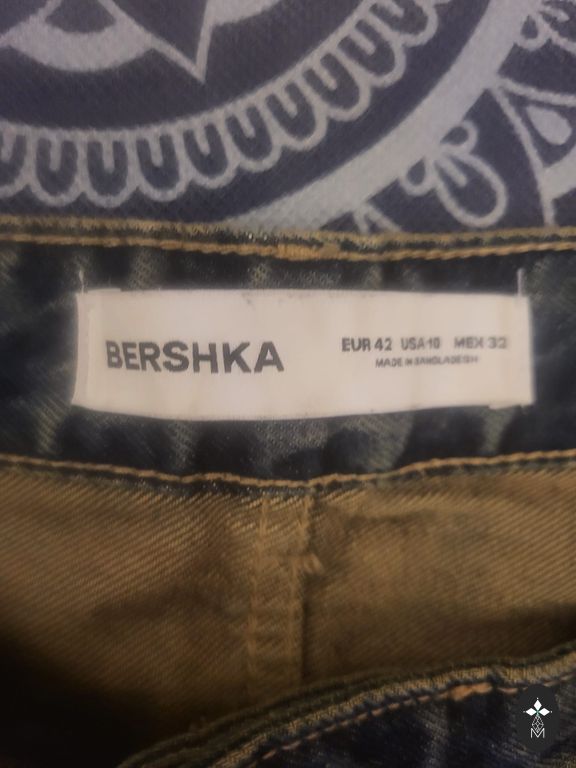 BERSHKA
EUR 42 USA 10 MEX 32
MADE IN BANGLADESH